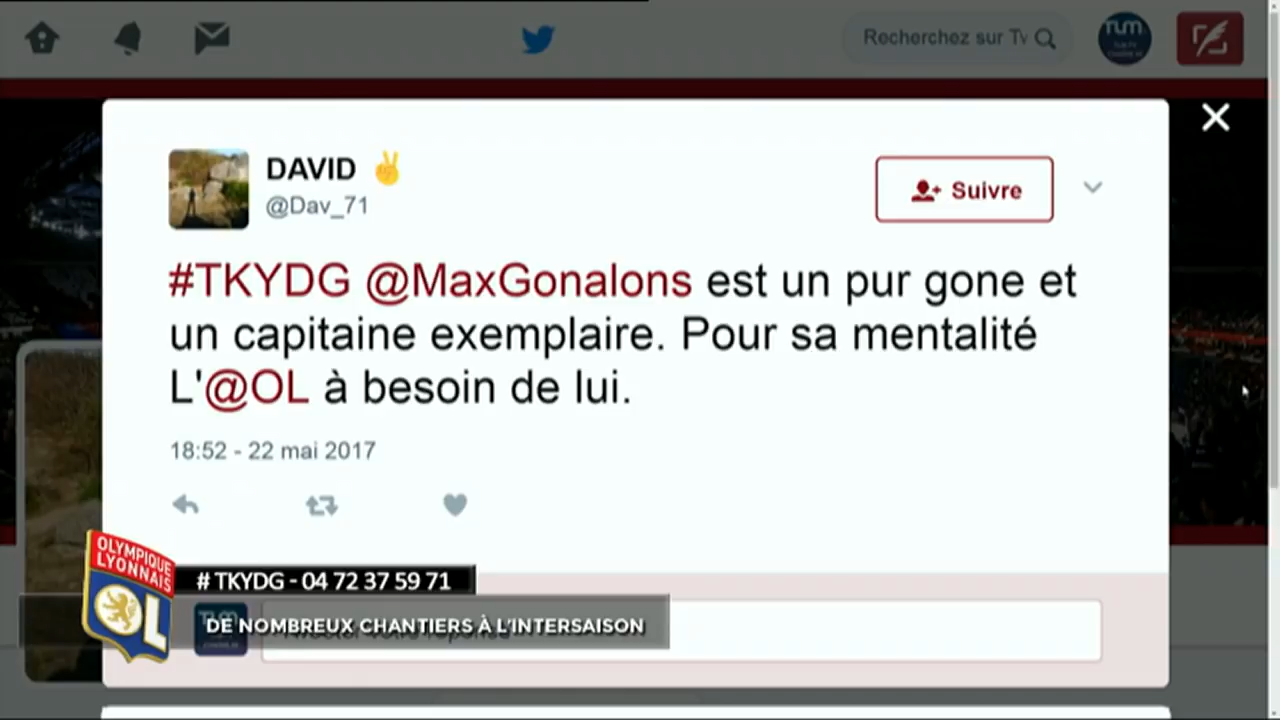 Recherchez sur Tv
TLM
DAVID ✌
@Dav_71
Suivre
#TKYDG @MaxGonalons est un pur gone et
un capitaine exemplaire. Pour sa mentalité
L'@OL à besoin de lui.
18:52 - 22 mai 2017
OLYMPIQUE
LYONNAIS
OL
# TKYDG - 04 72 37 59 71
DE NOMBREUX CHANTIERS À L'INTERSAISON